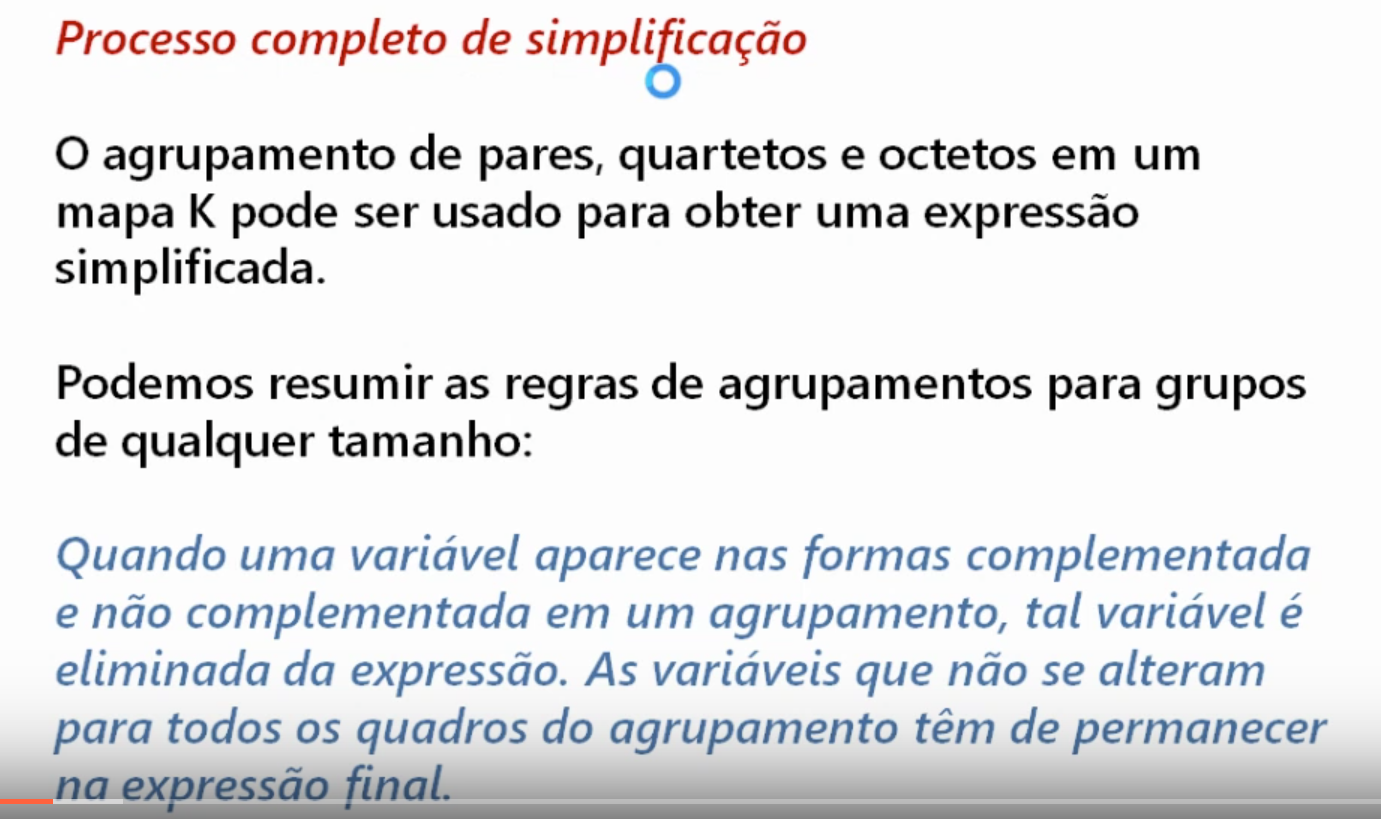 Processo completo de simplificação
O agrupamento de pares, quartetos e octetos em um
mapa K pode ser usado para obter uma expressão
simplificada.
Podemos resumir as regras de agrupamentos para grupos
de qualquer tamanho:
Quando uma variável aparece nas formas complementada
e não complementada em um agrupamento, tal variável é
eliminada da expressão. As variáveis que não se alteram
para todos os quadros do agrupamento têm de permanecer
na expressão final.